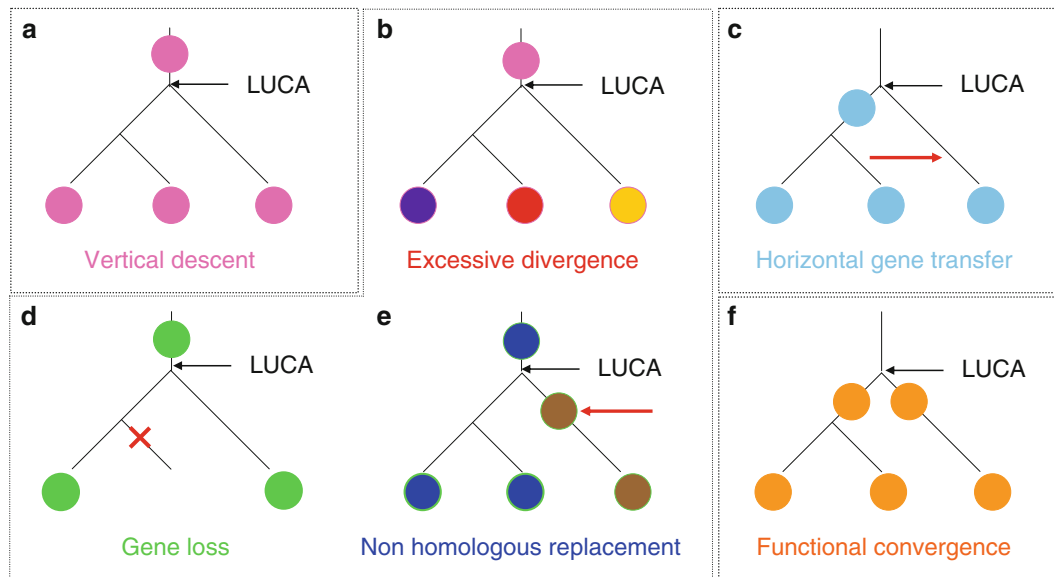 a
LUCA
Vertical descent
b
LUCA
Excessive divergence
c
LUCA
Horizontal gene transfer
d
LUCA
Gene loss
e
LUCA
Non homologous replacement
f
LUCA
Functional convergence